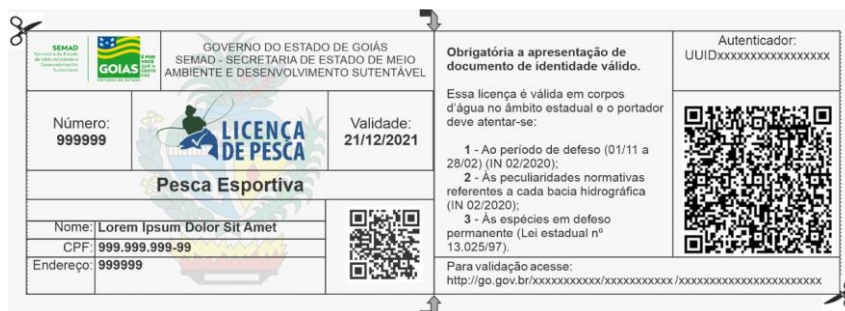 SEMAD
GOIÁS
GOVERNO DO ESTADO DE GOIÁS
SEMAD - SECRETARIA DE ESTADO DE MEIO
AMBIENTE E DESENVOLVIMENTO SUTENTÁVEL
Número:
999999
LICENÇA
DE PESCA
Validade:
21/12/2021
Pesca Esportiva
Nome: Lorem Ipsum Dolor Sit Amet
CPF: 999.999.999-99
Endereço: 999999
Obrigatória a apresentação de
documento de identidade válido.
Essa licença é válida em corpos
d'água no âmbito estadual e o portador
deve atentar-se:
1 - Ao período de defeso (01/11 a
28/02) (IN 02/2020);
2 - Às peculiaridades normativas
referentes a cada bacia hidrográfica
(IN 02/2020);
3 - Às espécies em defeso
permanente (Lei estadual nº
13.025/97).
Autenticador:
UUIDxxxxxxxxxxxxxxxxx
Para validação acesse:
http://go.gov.br/xxxxxxxxxxx/xxxxxxxxxxx /xxxxxxxxxxxxxxxxxxxxxxxx